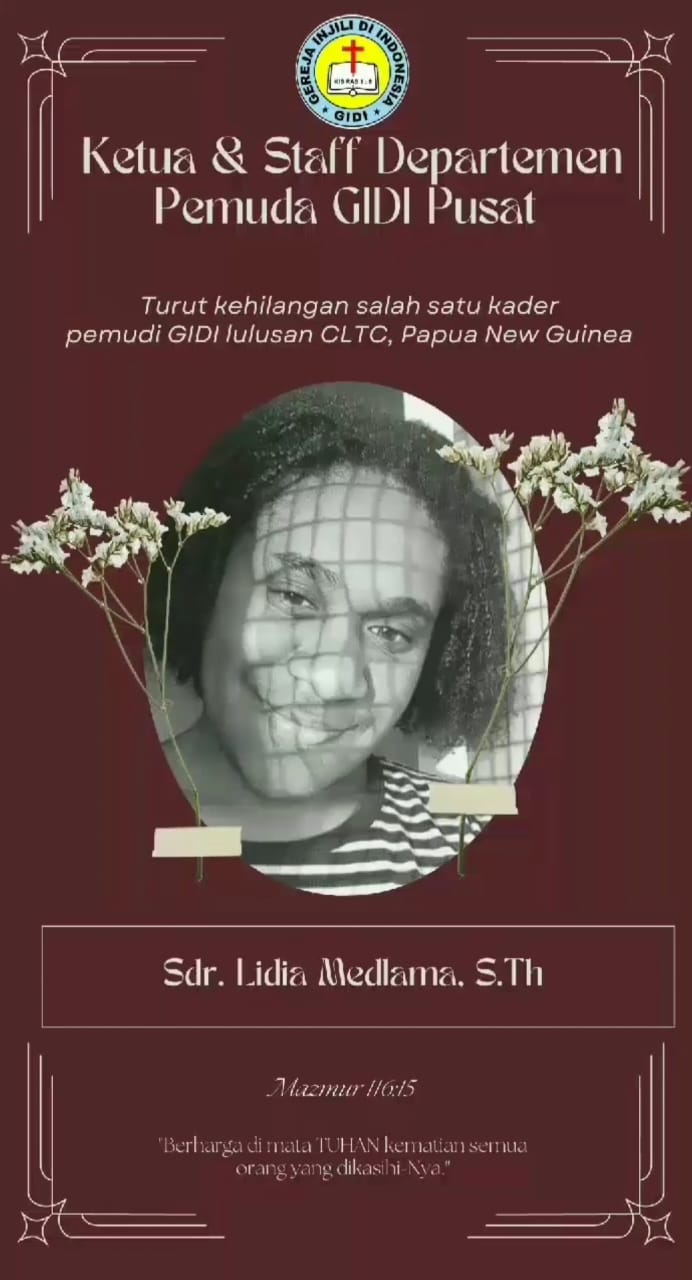 GEREJA INJILI DI INDONESIA
GIDI
Ketua & Staff Departemen
Pemuda GIDI Pusat
Turut kehilangan salah satu kader
pemudi GIDI lulusan CLTC, Papua New Guinea
Sdr. Lidia Medlama, S.Th
Mazmur 116:15
"Berharga di mata TUHAN kematian semua
orang yang dikasihi-Nya."